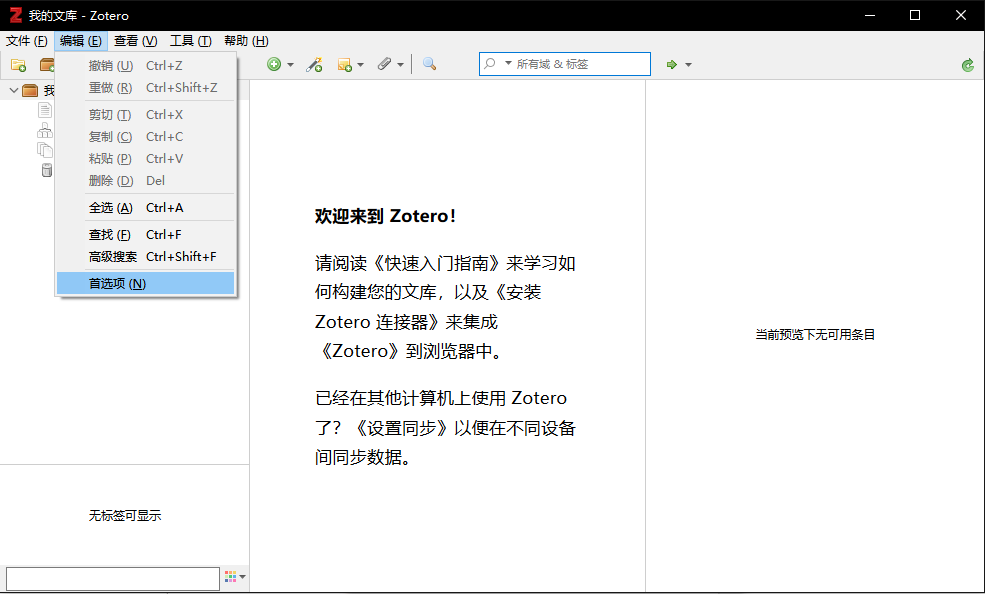 我的文库 - Zotero
文件 (F) 编辑 (E) 查看 (V) 工具 (T) 帮助 (H)
所有域 & 标签
我
撤销 (U) Ctrl+Z
重做 (R) Ctrl+Shift+Z
剪切 (T) Ctrl+X
复制 (C) Ctrl+C
粘贴 (P) Ctrl+V
删除 (D) Del
全选 (A) Ctrl+A
查找 (F) Ctrl+F
高级搜索 Ctrl+Shift+F
首选项 (N)
欢迎来到 Zotero！
请阅读《快速入门指南》来学习如
何构建您的文库，以及《安装
Zotero 连接器》来集成
《Zotero》到浏览器中。
已经在其他计算机上使用 Zotero
了？《设置同步》以便在不同设备
间同步数据。
当前预览下无可用条目
无标签可显示